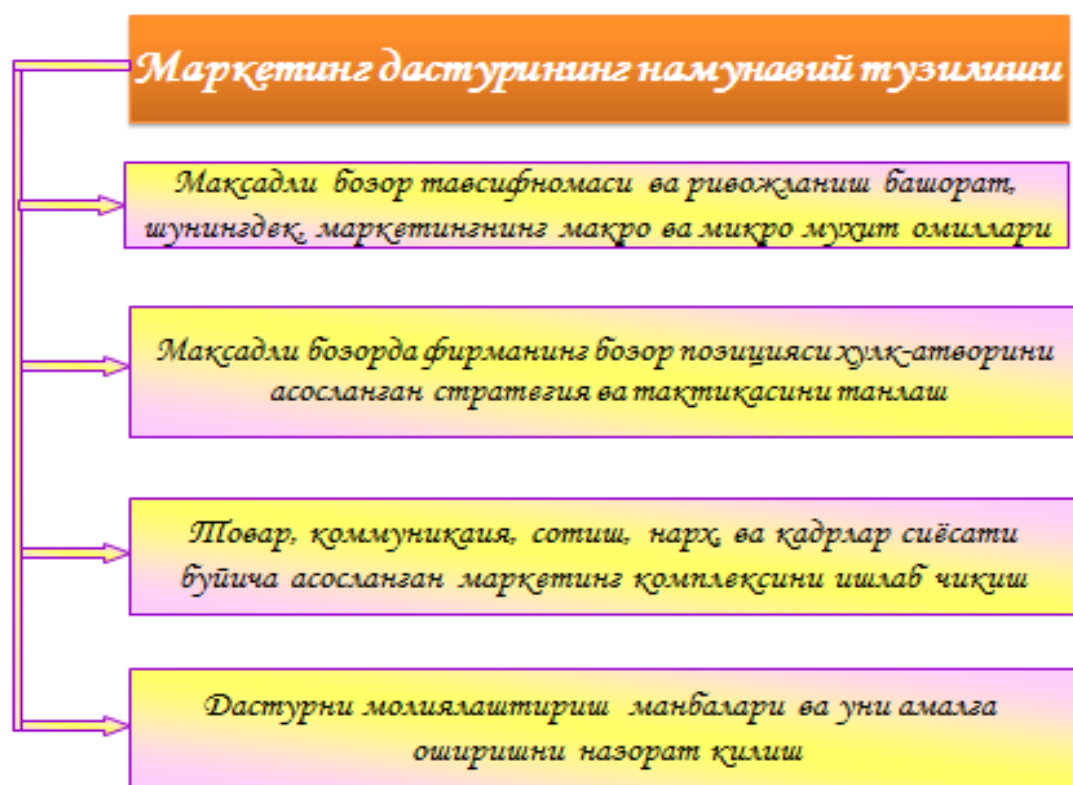 Маркетинг дастурининг намунавий тузилиши
Максадли бозор тавсифномаси ва ривожланиш башорат,
шунингдек, маркетингнинг макро ва микро мухит омиллари
Максадли бозорда фирманинг бозор позицияси хулк-атворини
асосланган стратегия ва тактикасини танлаш
Товар, коммуникаия, сотиш, нарх, ва кадрлар сиёсати
буйича асосланган маркетинг комплексини ишлаб чикиш
Дастурни молиялаштириш манбалари ва уни амалга
оширишни назорат килиш